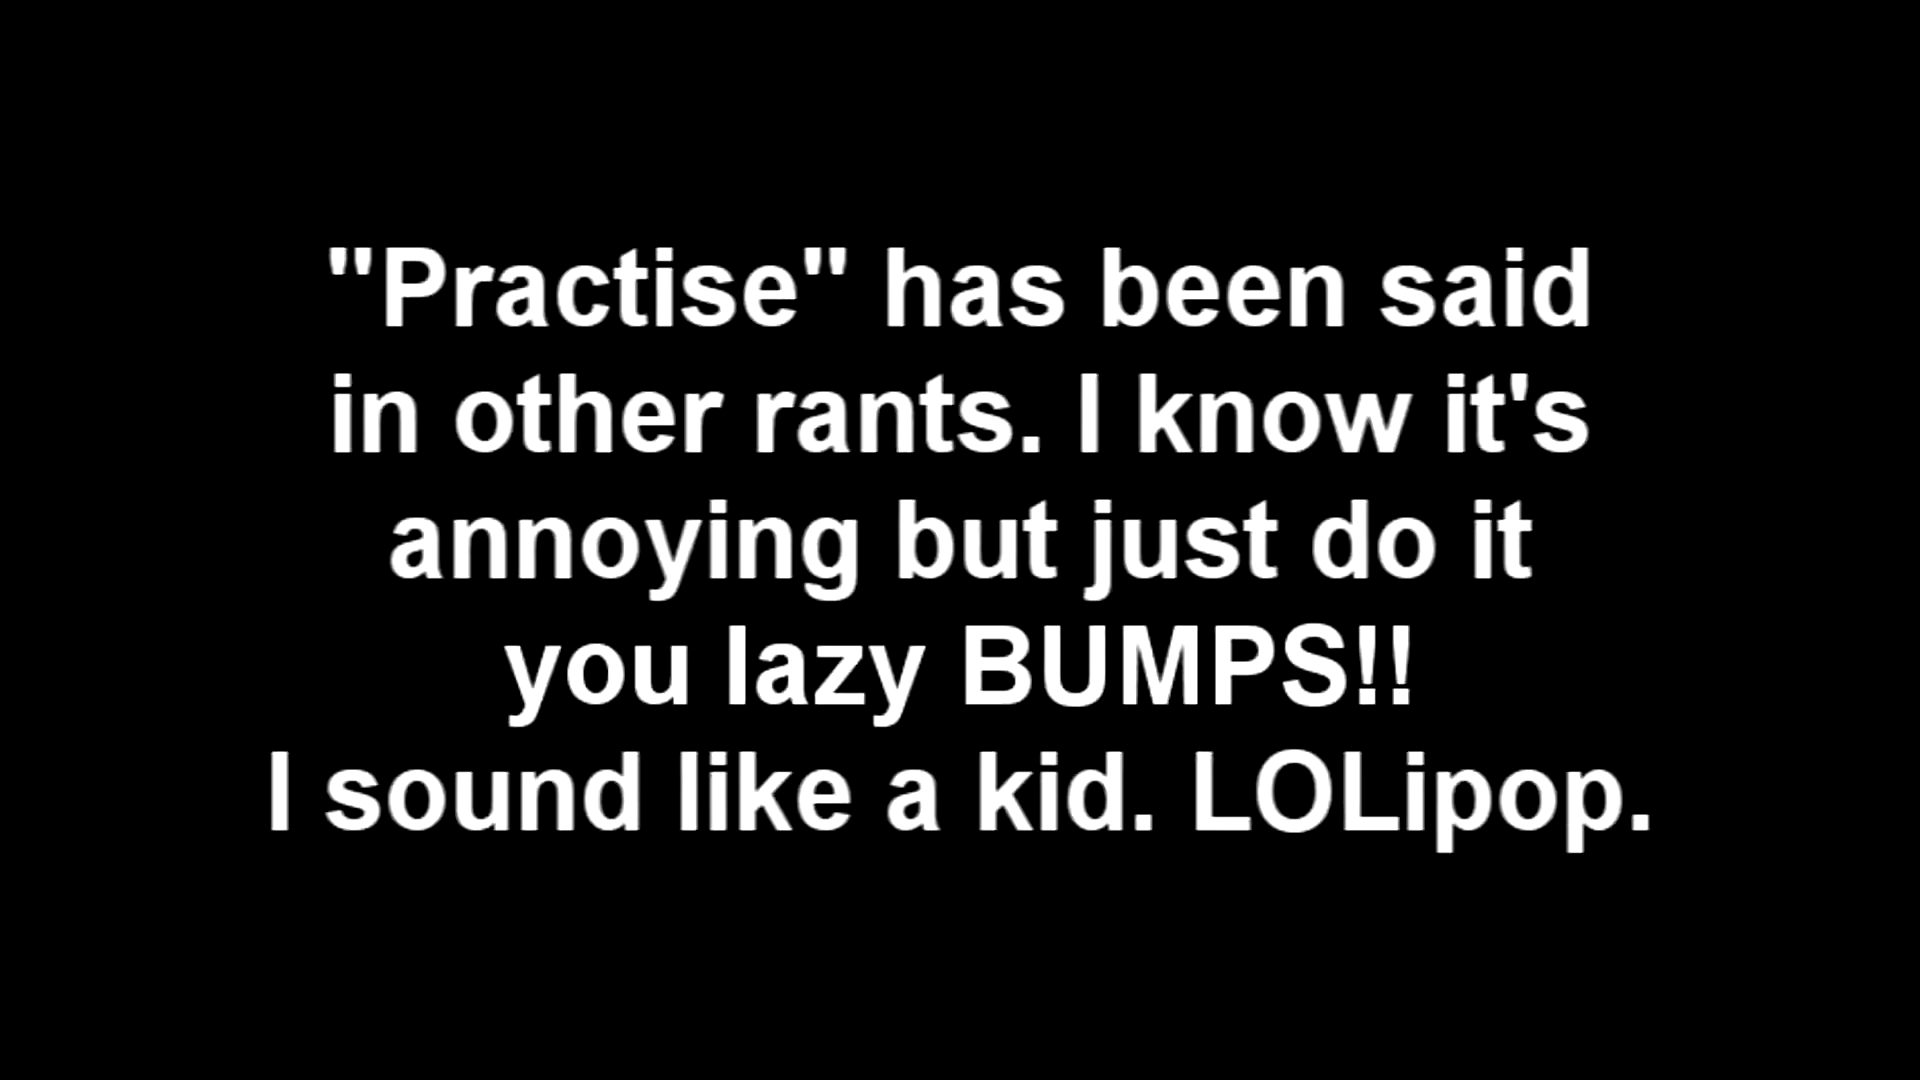 "Practise" has been said
in other rants. I know it's
annoying but just do it
you lazy BUMPS!!
I sound like a kid. LOLipop.